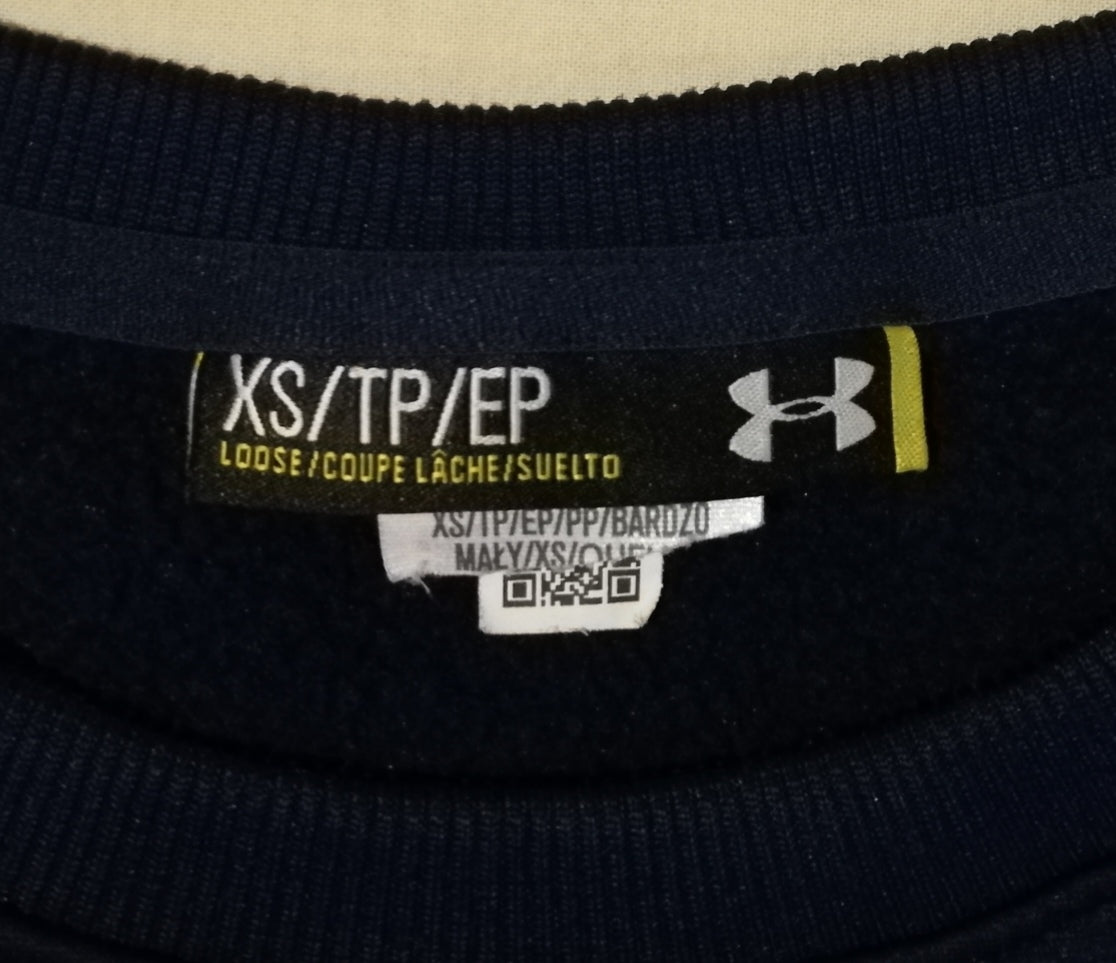 XS/TP/EP
LOOSE/COUPE LÂCHE/SUELTO
XS/TP/EP/PP/BARDZO
MAŁY/XS/